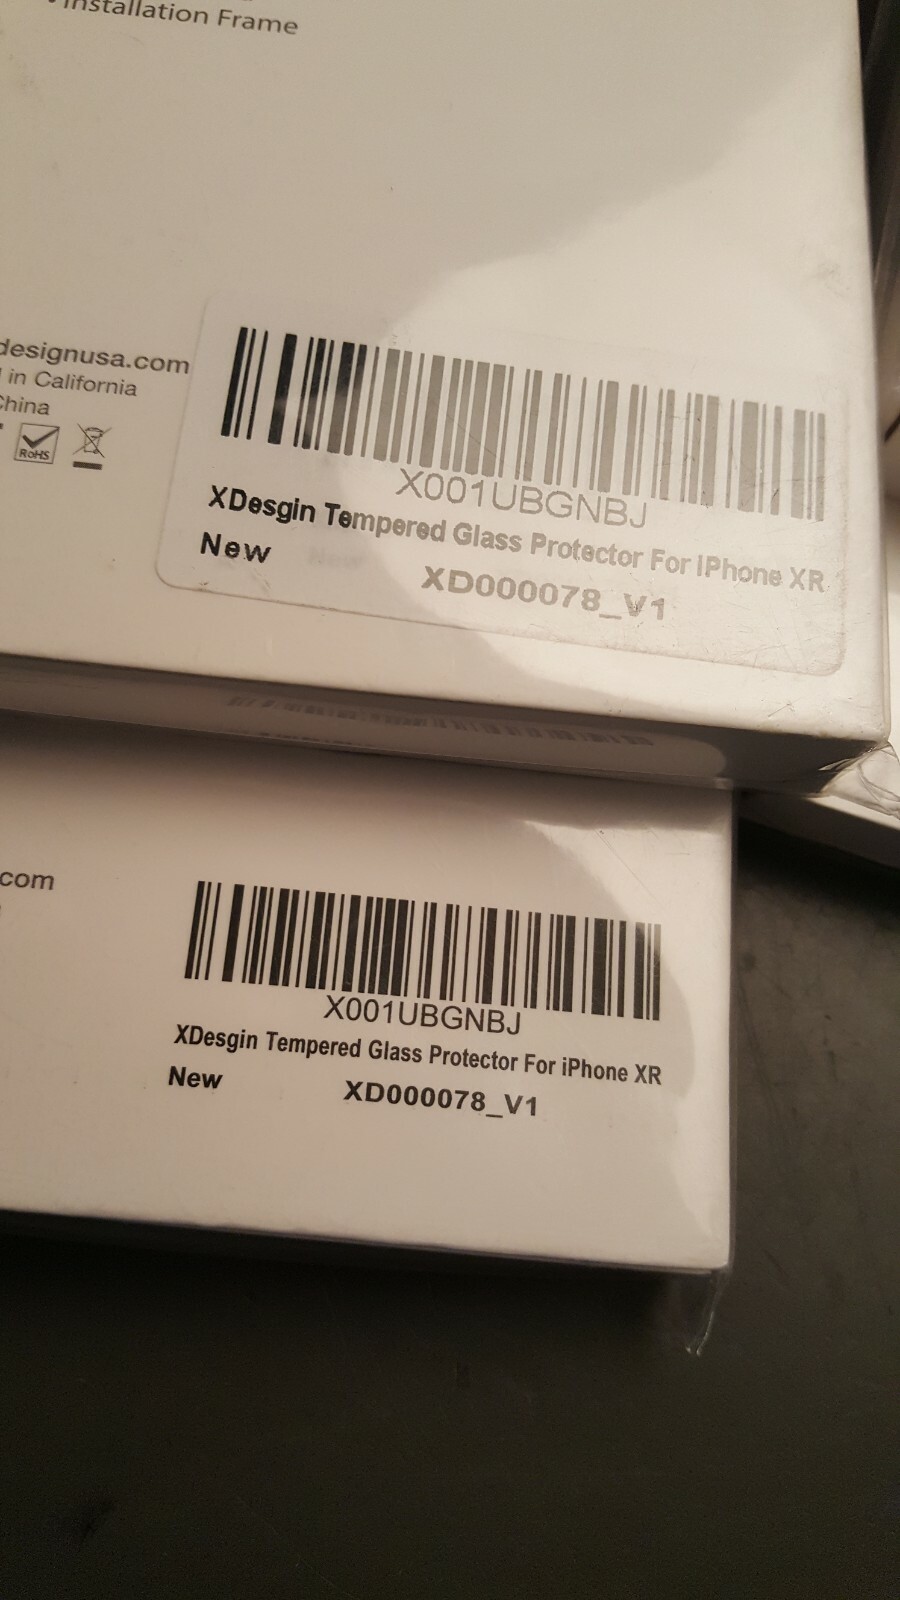 Installation Frame
designusa.com
in California
China
RoHS
X001UBGNBJ
XDesgin Tempered Glass Protector For iPhone XR
New
XD000078_V1
com
X001UBGNBJ
XDesgin Tempered Glass Protector For iPhone XR
New
XD000078_V1